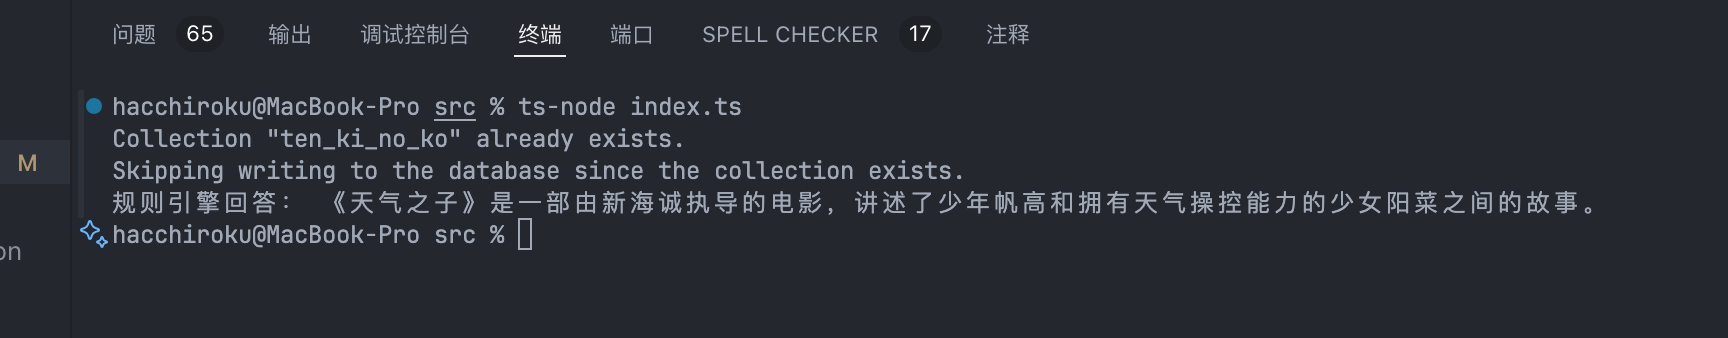 问题 65 输出 调试控制台 终端 端口 SPELL CHECKER 17 注释
hacchiroku@MacBook-Pro src % ts-node index.ts
Collection "ten_ki_no_ko" already exists.
M
Skipping writing to the database since the collection exists.
规则引擎回答： 《天气之子》是一部由新海诚执导的电影，讲述了少年帆高和拥有天气操控能力的少女阳菜之间的故事。
hacchiroku@MacBook-Pro src %
on